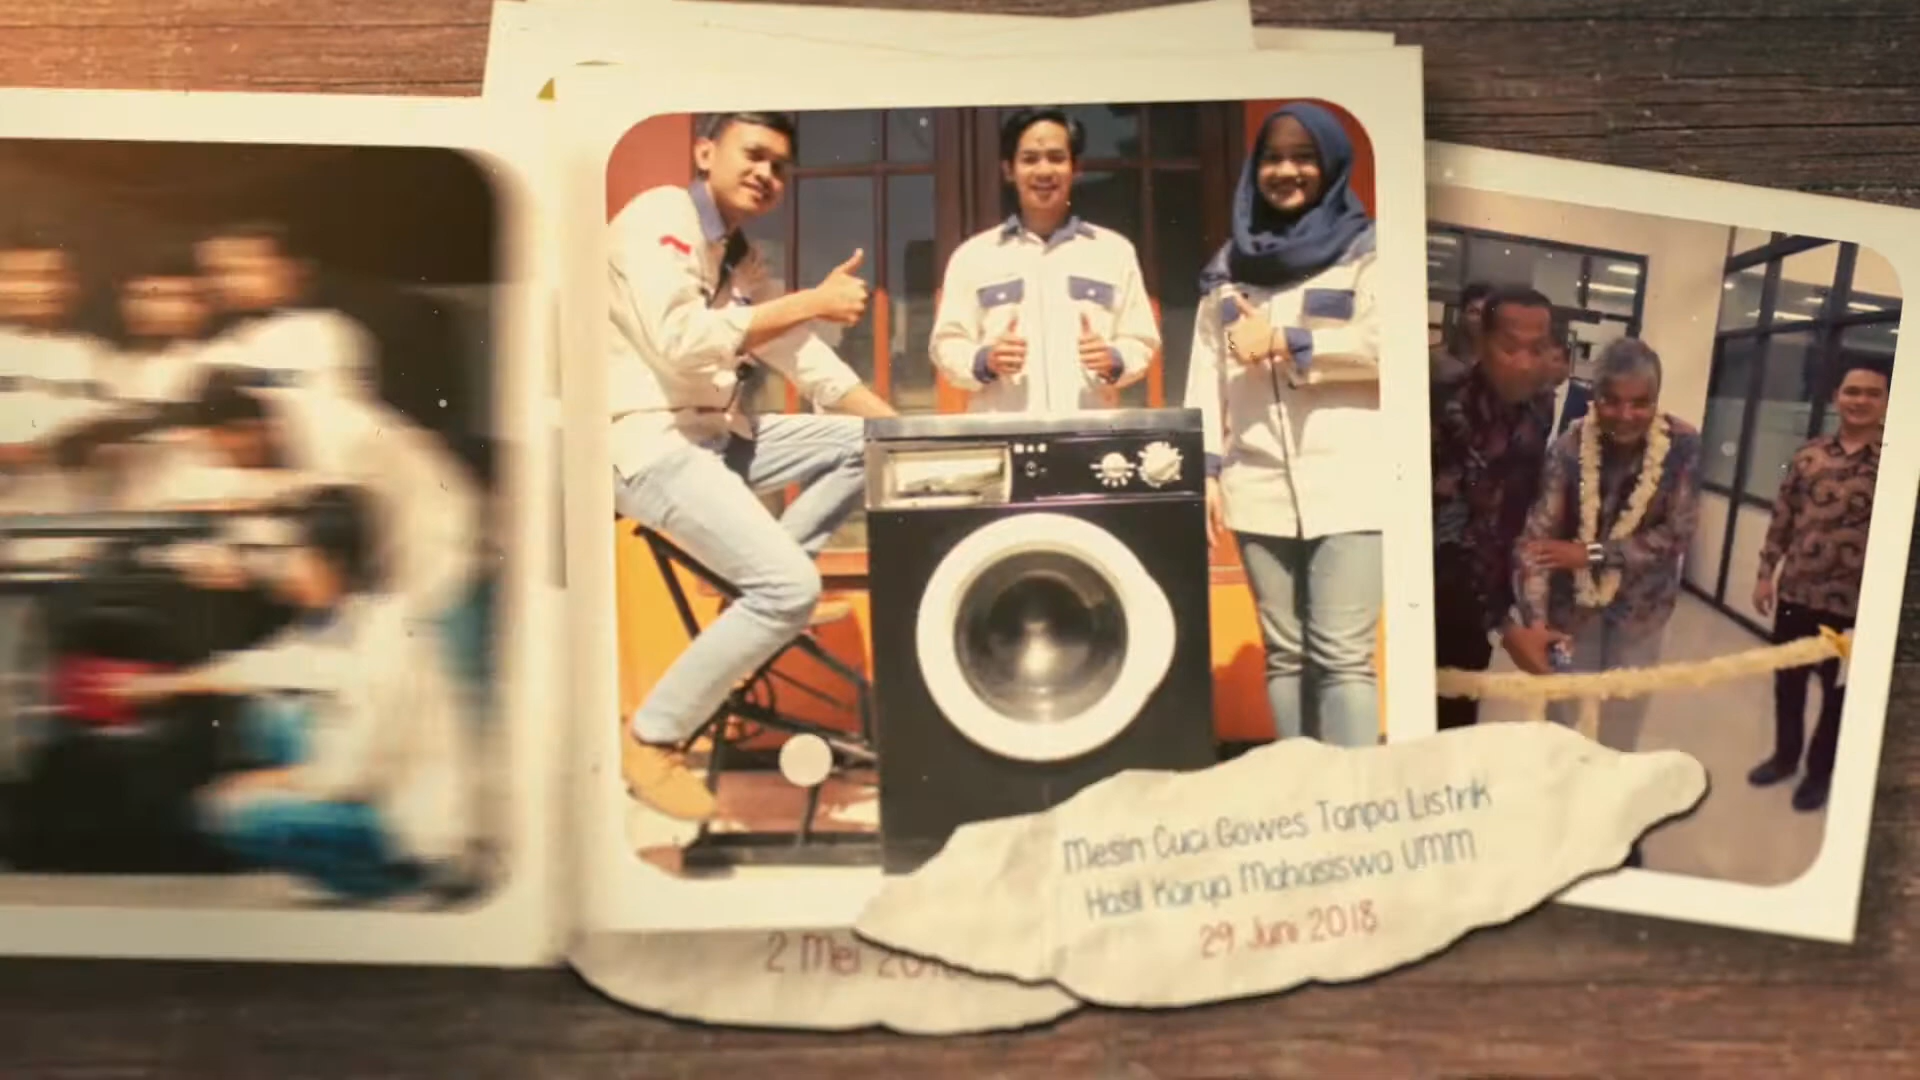 Mesin Cuci Gowes Tanpa Listrik
Hasil Karya Mahasiswa UMM
29 Juni 2018
2 Mei